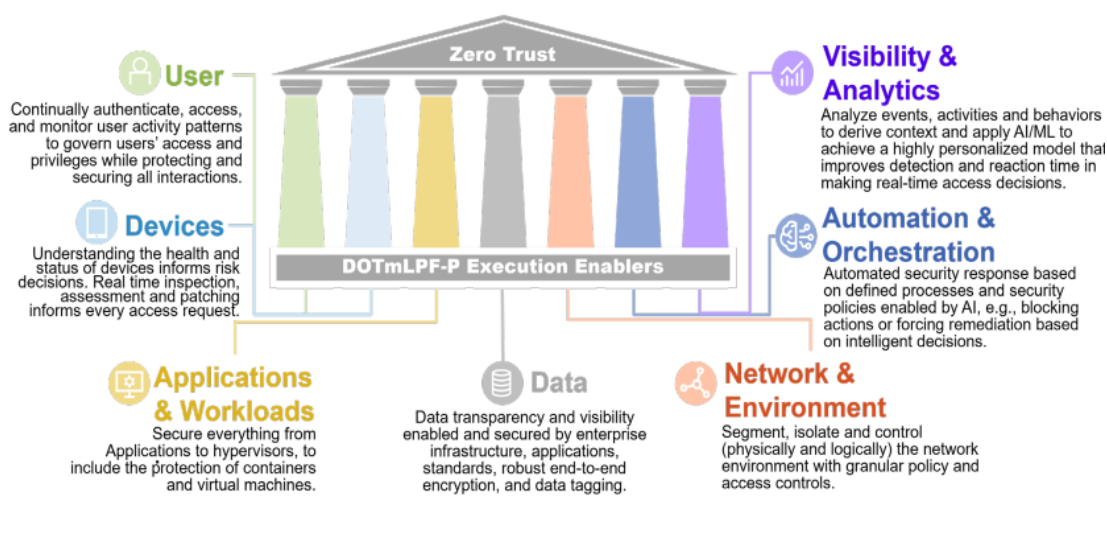 Zero Trust
DOTmLPF-P Execution Enablers
User
Continually authenticate, access,
and monitor user activity patterns
to govern users' access and
privileges while protecting and
securing all interactions.
Devices
Understanding the health and
status of devices informs risk
decisions. Real time inspection,
assessment and patching
informs every access request.
Applications
& Workloads
Secure everything from
Applications to hypervisors, to
include the protection of containers
and virtual machines.
Data
Data transparency and visibility
enabled and secured by enterprise
infrastructure, applications,
standards, robust end-to-end
encryption, and data tagging.
Network &
Environment
Segment, isolate and control
(physically and logically) the network
environment with granular policy and
access controls.
Automation &
Orchestration
Automated security response based
on defined processes and security
policies enabled by AI, e.g., blocking
actions or forcing remediation based
on intelligent decisions.
Visibility &
Analytics
Analyze events, activities and behaviors
to derive context and apply AI/ML to
achieve a highly personalized model that
improves detection and reaction time in
making real-time access decisions.